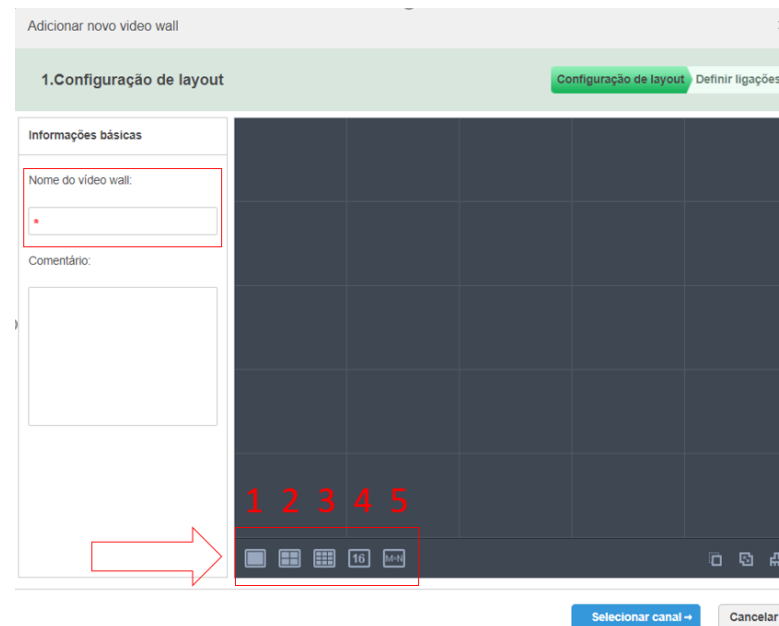 Adicionar novo video wall
1.Configuração de layout
Configuração de layout Definir ligações
Informações básicas
Nome do vídeo wall:
*
Comentário:
1 2 3 4 5
16 M*N
Selecionar canal → Cancelar